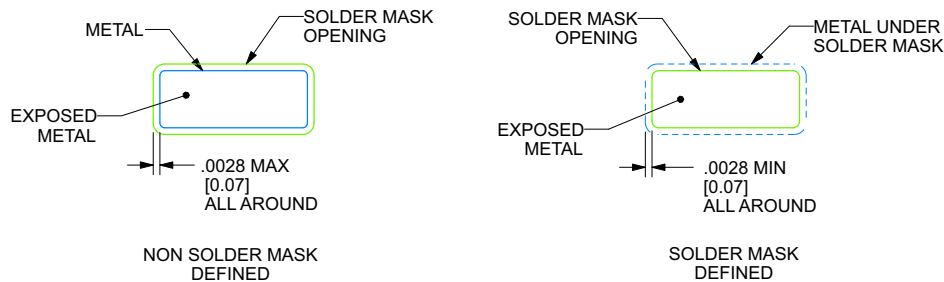 METAL
SOLDER MASK
OPENING
EXPOSED
METAL
.0028 MAX
[0.07]
ALL AROUND
NON SOLDER MASK
DEFINED
SOLDER MASK
OPENING
METAL UNDER
SOLDER MASK
EXPOSED
METAL
.0028 MIN
[0.07]
ALL AROUND
SOLDER MASK
DEFINED